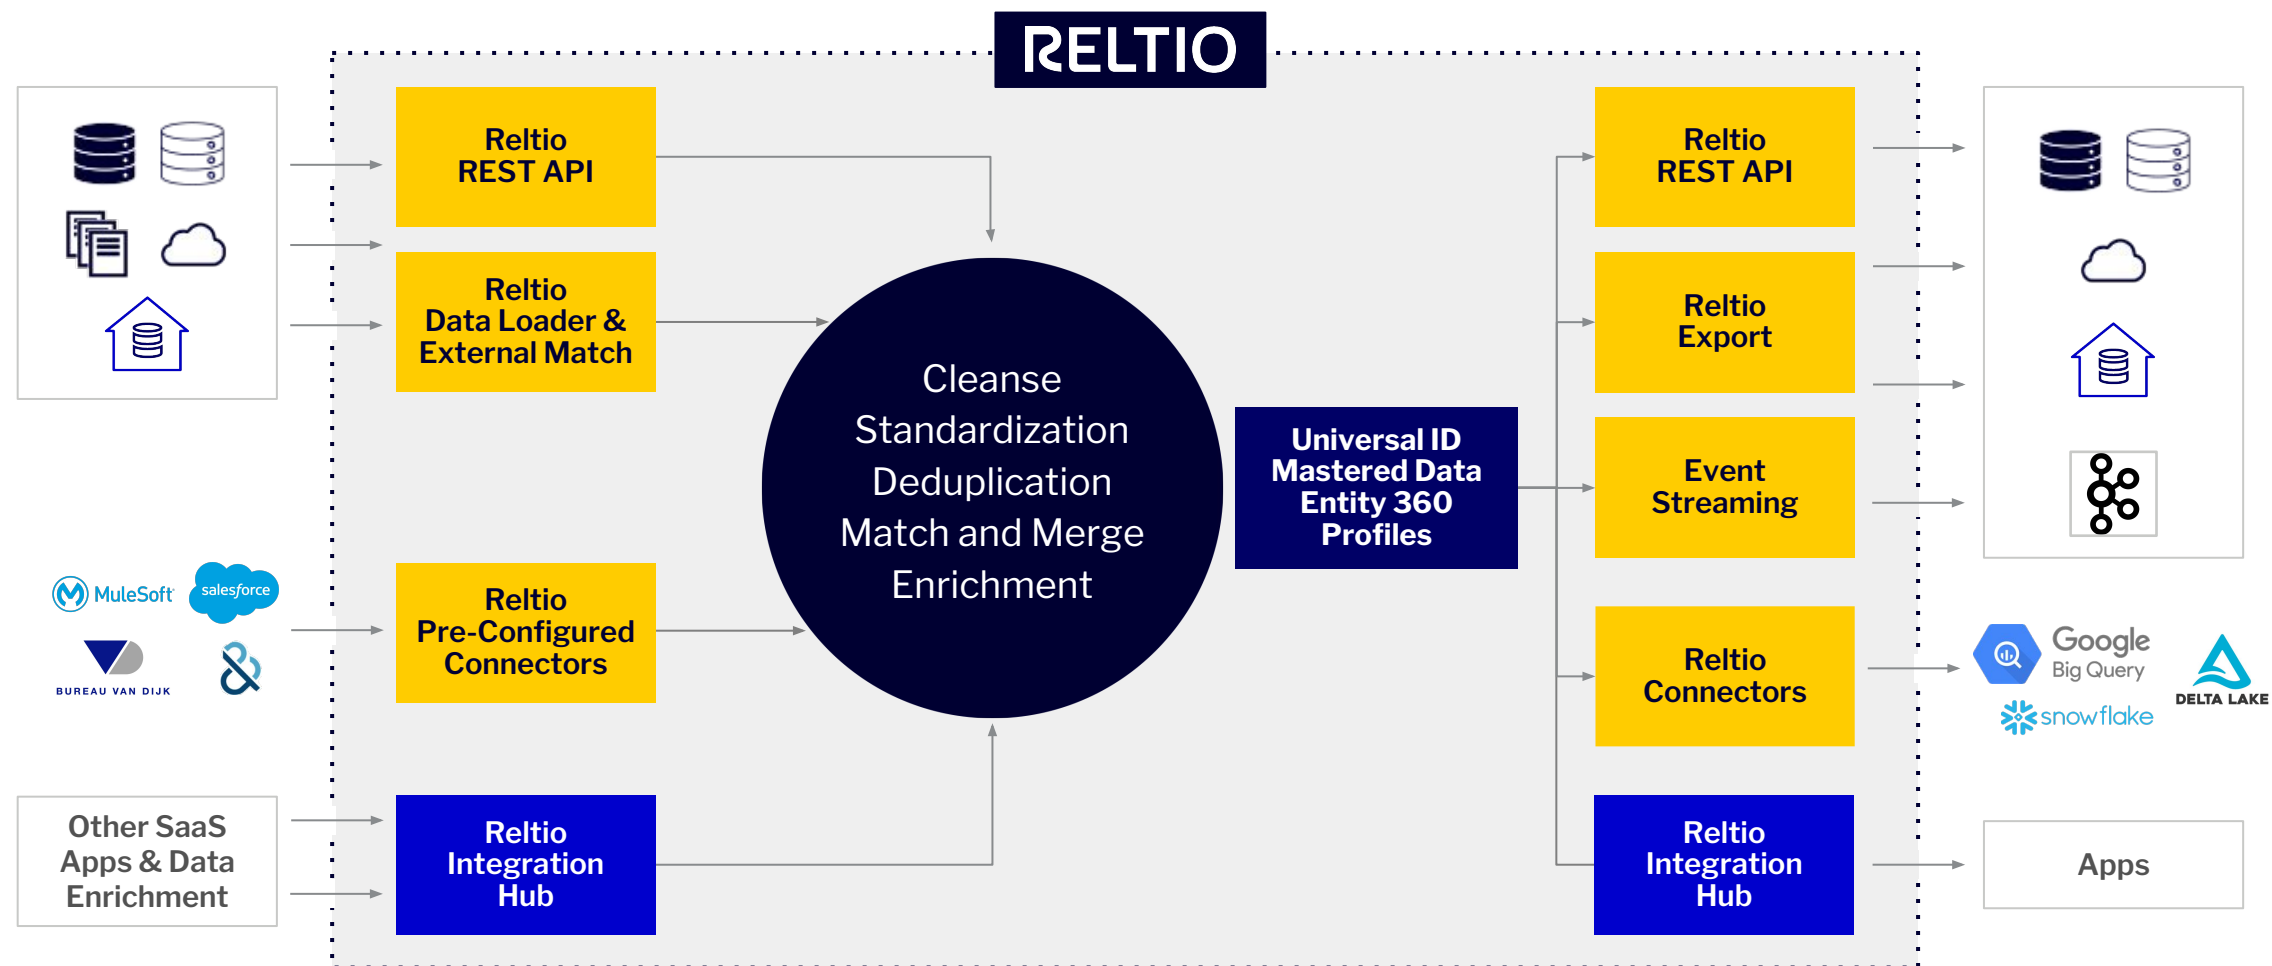 RELTIO
Reltio
REST API
Reltio
Data Loader &
External Match
MuleSoft
salesforce
BUREAU VAN DIJK
Reltio
Pre-Configured
Connectors
Other SaaS
Apps & Data
Enrichment
Reltio
Integration
Hub
Cleanse
Standardization
Deduplication
Match and Merge
Enrichment
Universal ID
Mastered Data
Entity 360
Profiles
Reltio
REST API
Reltio
Export
Event
Streaming
Reltio
Connectors
Reltio
Integration
Hub
Google
Big Query
DELTA LAKE
snowflake
Apps